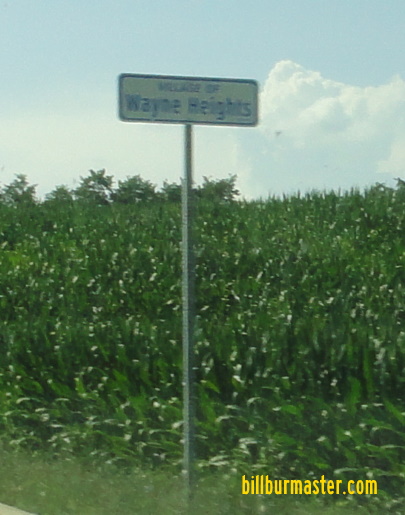 VILLAGE OF
Wayne Heights
billburmaster.com